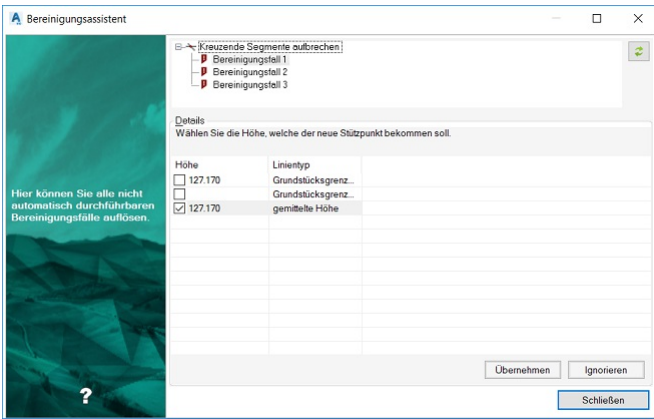 Bereinigungsassistent
Kreuzende Segmente aufbrechen
Bereinigungsfall 1
Bereinigungsfall 2
Bereinigungsfall 3
Details
Wählen Sie die Höhe, welche der neue Stützpunkt bekommen soll.
Höhe Linientyp
127.170 Grundstücksgrenz...
Grundstücksgrenz...
127.170 gemittelte Höhe
Hier können Sie alle nicht
automatisch durchführbaren
Bereinigungsfälle auflösen.
?
Übernehmen Ignorieren
Schließen